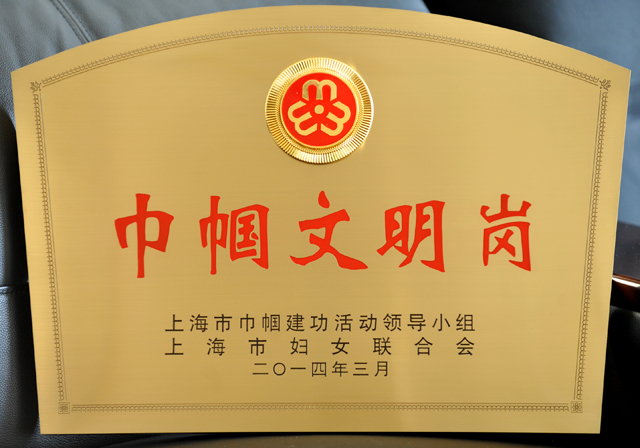 巾帼文明岗
上海市巾帼建功活动领导小组
上海市妇女联合会
二〇一四年三月